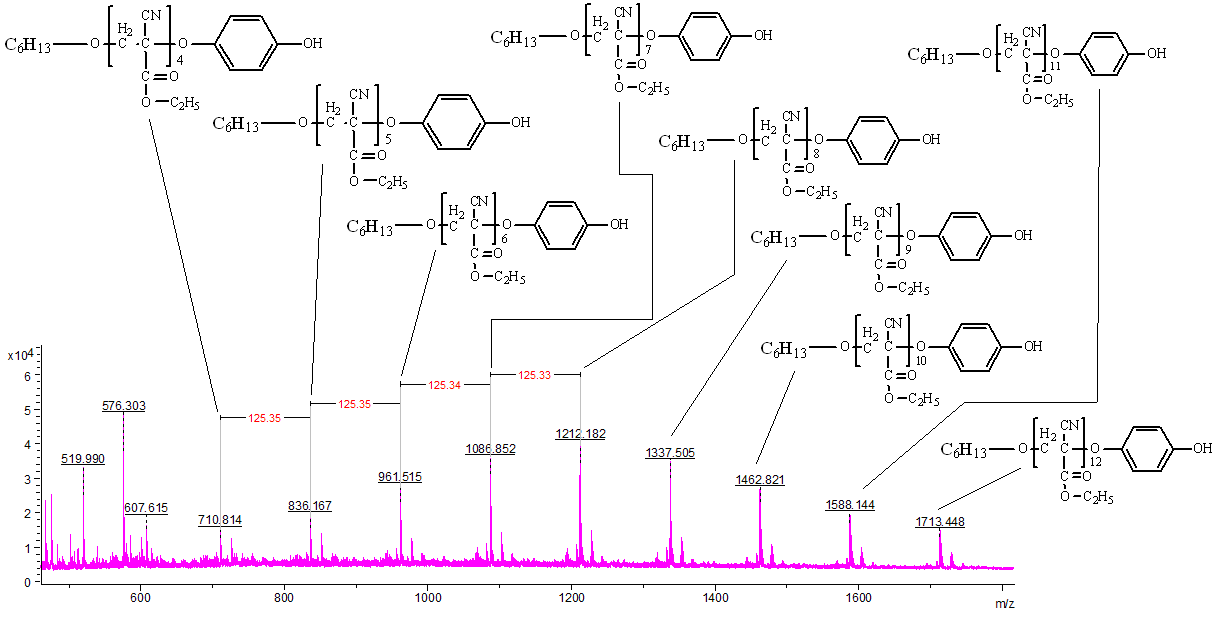 CN
H2
C6H13 O C C O OH
4
C O
O C2H5
CN
H2
C6H13 O C C O OH
5
C O
O C2H5
CN
H2
C6H13 O C C O OH
6
C O
O C2H5
CN
H2
C6H13 O C C O OH
7
C O
O C2H5
CN
H2
C6H13 O C C O OH
8
C O
O C2H5
CN
H2
C6H13 O C C O OH
9
C O
O C2H5
CN
H2
C6H13 O C C O OH
10
C O
O C2H5
CN
H2
C6H13 O C C O OH
11
C O
O C2H5
CN
H2
C6H13 O C C O OH
12
C O
O C2H5
x10⁴
6
5
4
3
2
1
0
519.990
576.303
607.615
710.814
836.167
961.515
1086.852
1212.182
1337.505
1462.821
1588.144
1713.448
125.35
125.35
125.34
125.33
600 800 1000 1200 1400 1600 m/z